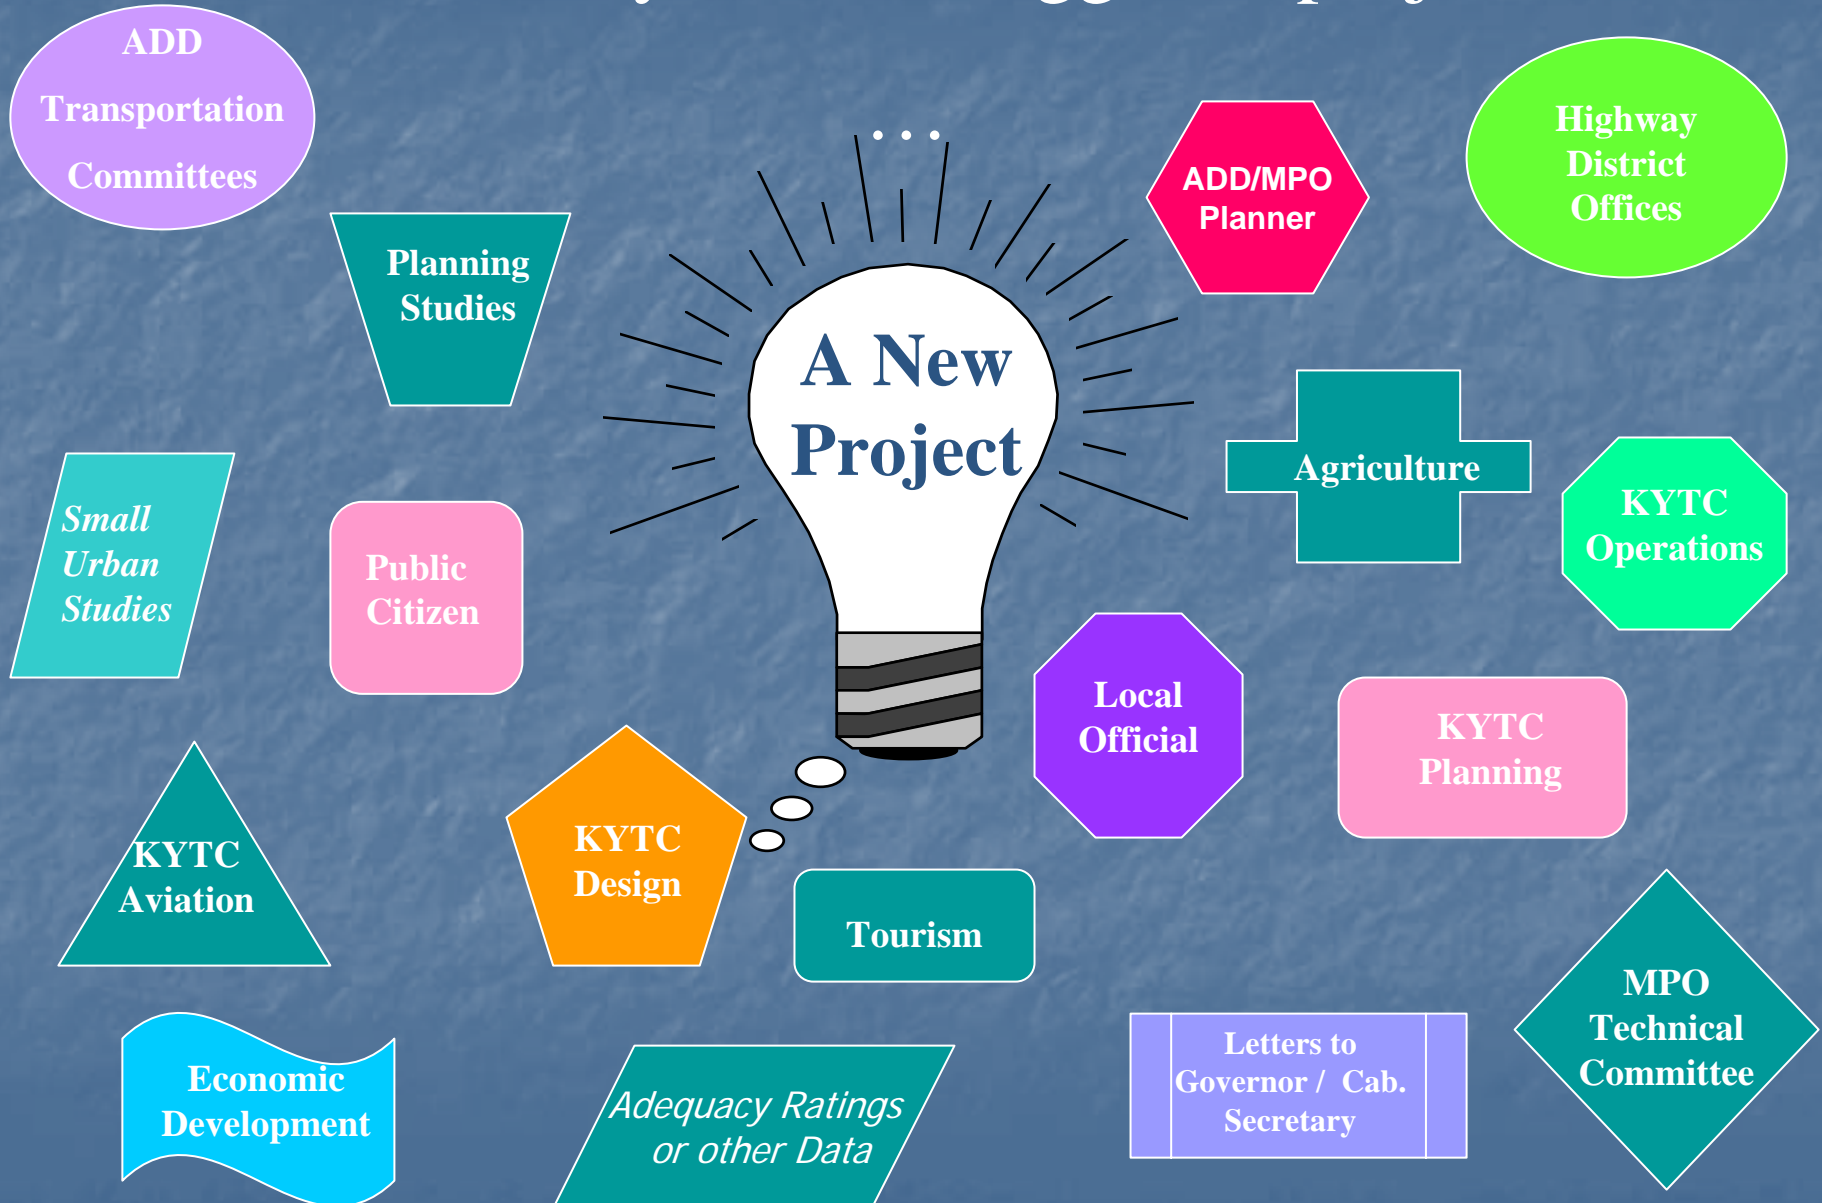 . . .
ADD
Transportation
Committees
Highway
District
Offices
ADD/MPO
Planner
Planning
Studies
A New
Project
Agriculture
KYTC
Operations
Small
Urban
Studies
Public
Citizen
Local
Official
KYTC
Planning
KYTC
Aviation
KYTC
Design
Tourism
MPO
Technical
Committee
Economic
Development
Adequacy Ratings
or other Data
Letters to
Governor / Cab.
Secretary